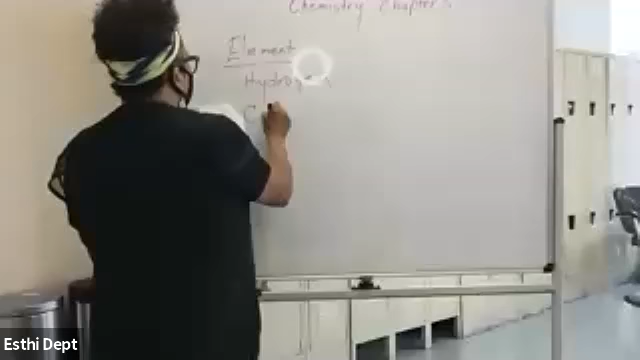 Chemistry Chapter
Element
Hydrogen
C
Esthi Dept